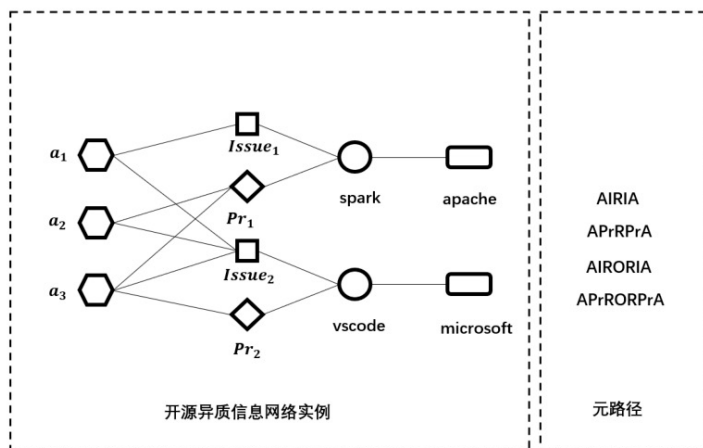 a₁
Issue₁
spark
apache
a₂
Pr₁
a₃
Issue₂
vscode
microsoft
Pr₂
开源异质信息网络实例
AIRIA
APrRPrA
AIRORIA
APrRORPrA
元路径